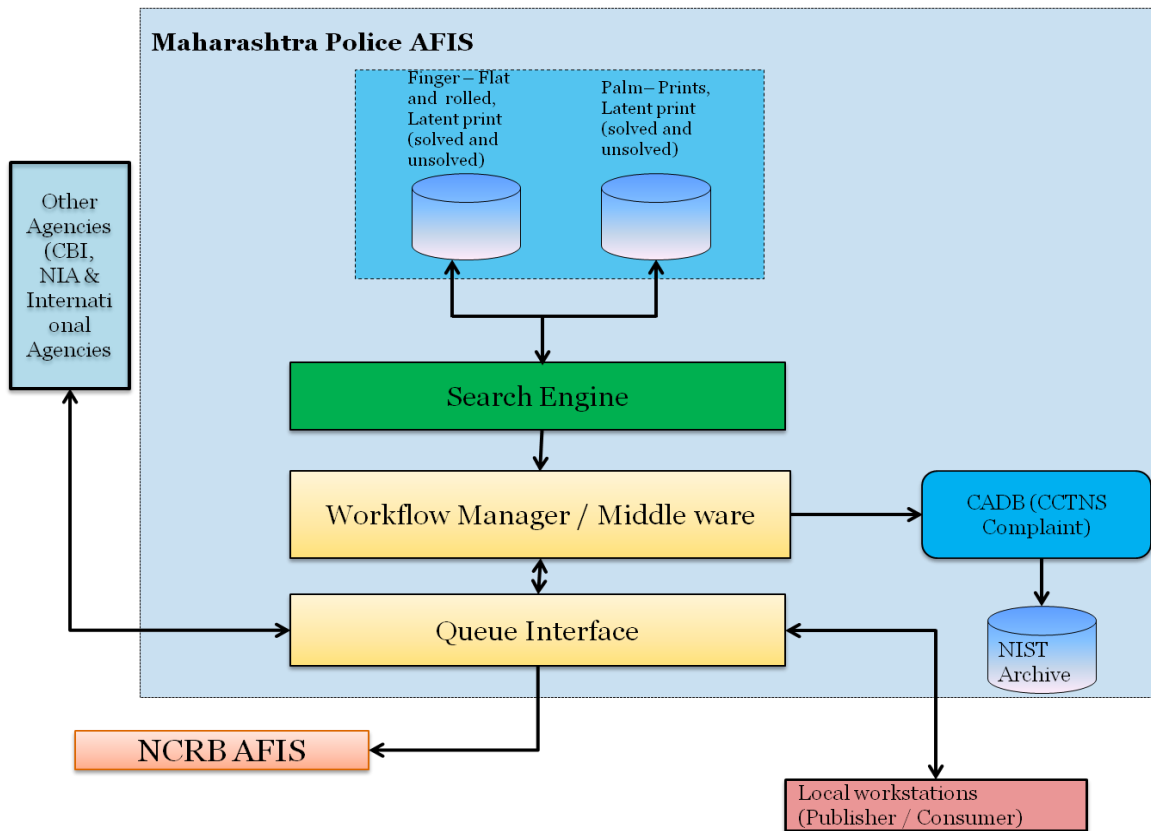 Maharashtra Police AFIS
Finger – Flat
and rolled,
Latent print
(solved and
unsolved)
Palm– Prints,
Latent print
(solved and
unsolved)
Other
Agencies
(CBI,
NIA &
Internati
onal
Agencies
Search Engine
Workflow Manager / Middle ware
CADB (CCTNS
Complaint)
Queue Interface
NIST
Archive
NCRB AFIS
Local workstations
(Publisher / Consumer)